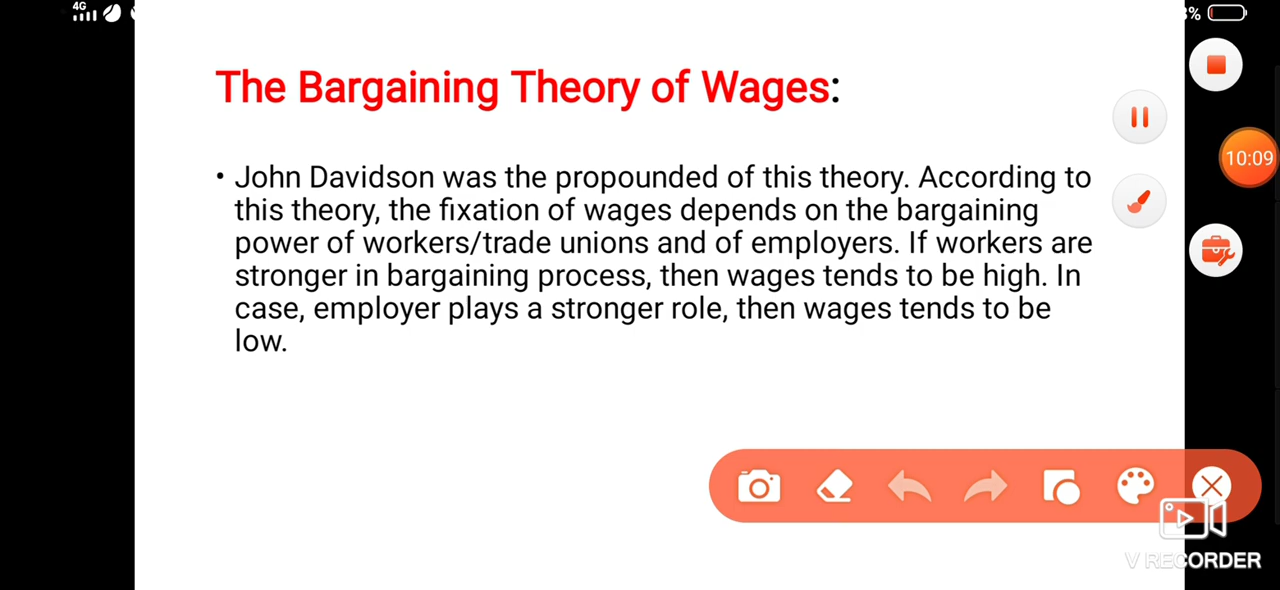 4G
%
The Bargaining Theory of Wages:
10:09
• John Davidson was the propounded of this theory. According to
this theory, the fixation of wages depends on the bargaining
power of workers/trade unions and of employers. If workers are
stronger in bargaining process, then wages tends to be high. In
case, employer plays a stronger role, then wages tends to be
low.
V RECORDER